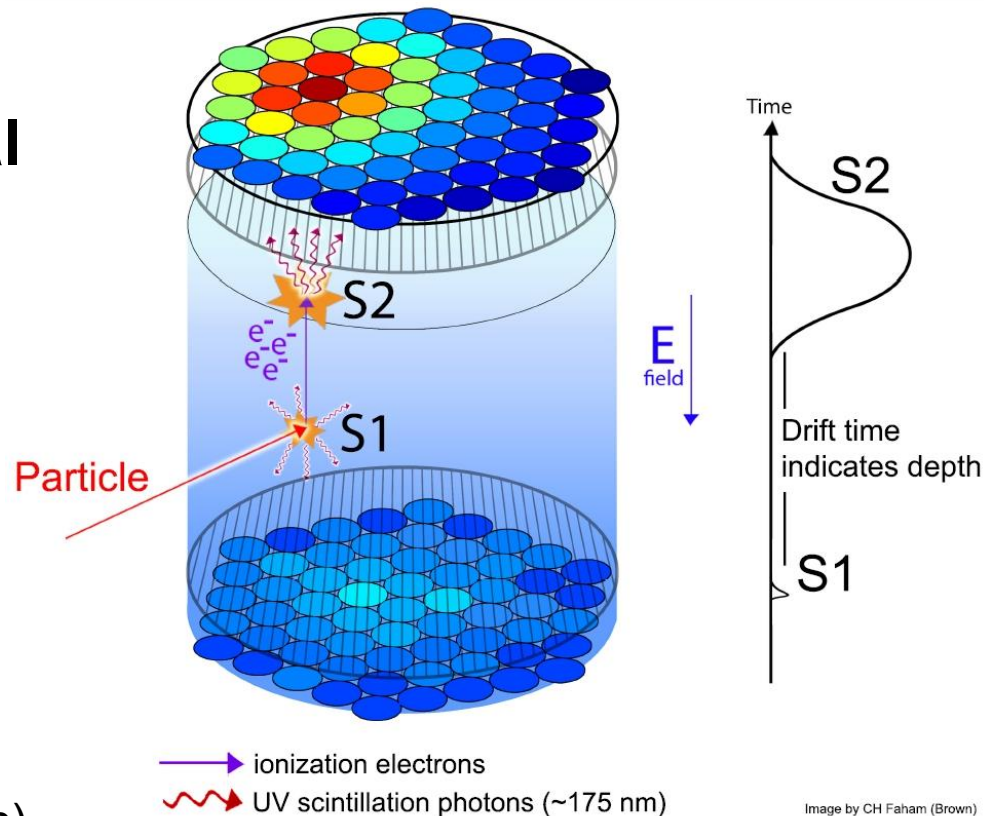 Time
S2
S2
e-
e-e-
e-
E
field
S1
Drift time
indicates depth
Particle
S1
ionization electrons
UV scintillation photons (~175 nm)
Image by CH Faham (Brown)